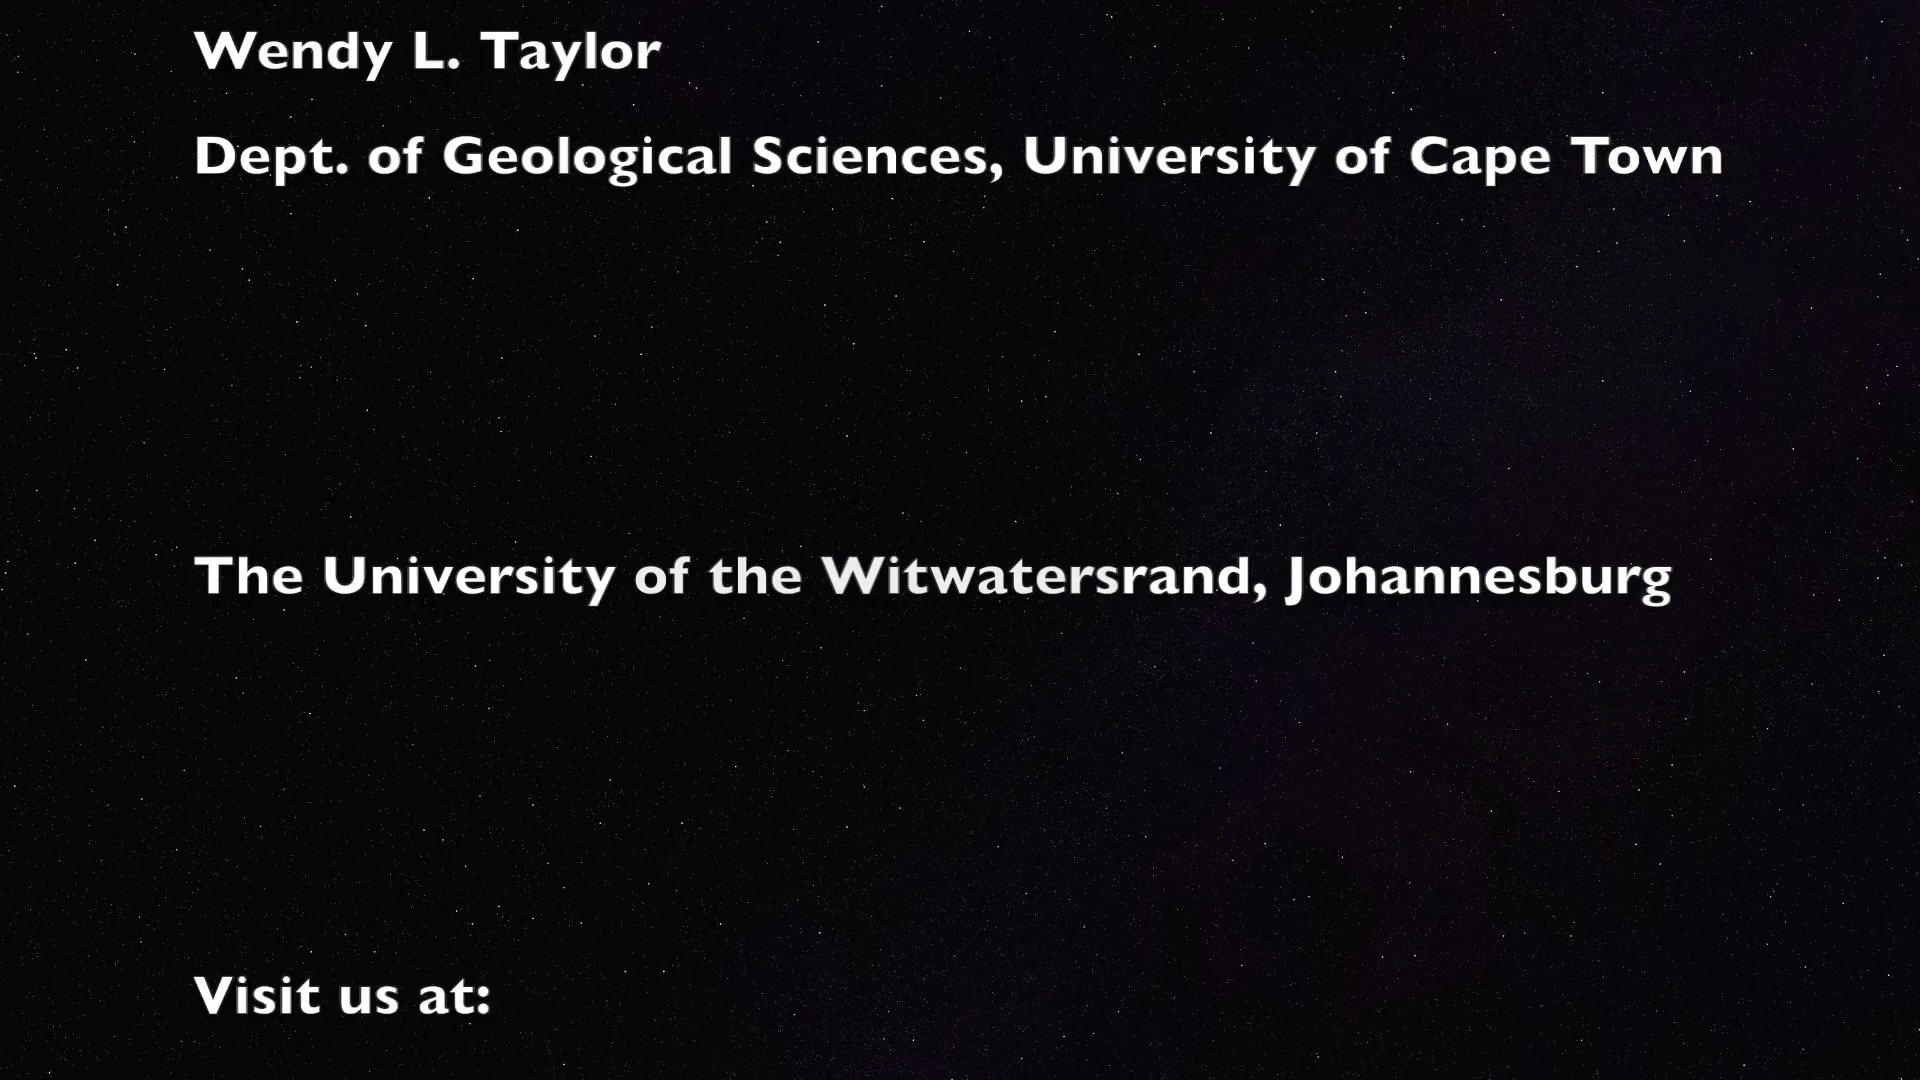 Wendy L. Taylor
Dept. of Geological Sciences, University of Cape Town
The University of the Witwatersrand, Johannesburg
Visit us at: